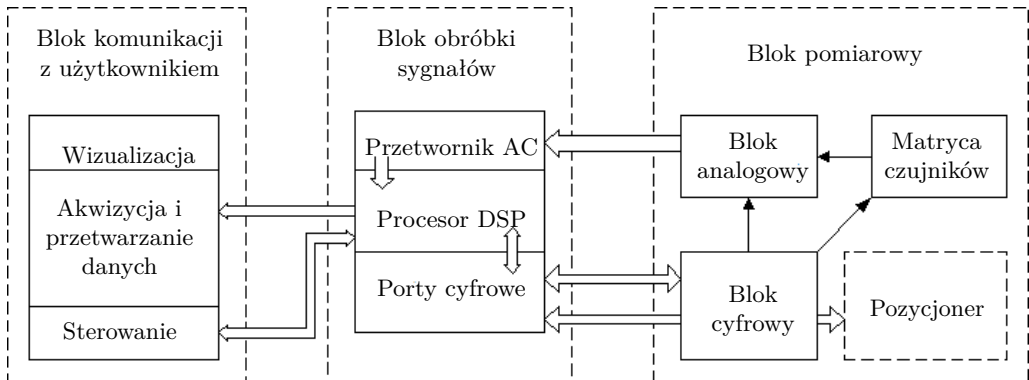 Blok komunikacji
z użytkownikiem
Wizualizacja
Akwizycja i
przetwarzanie
danych
Sterowanie
Blok obróbki
sygnałów
Przetwornik AC
Procesor DSP
Porty cyfrowe
Blok pomiarowy
Blok
analogowy
Matryca
czujników
Blok
cyfrowy
Pozycjoner